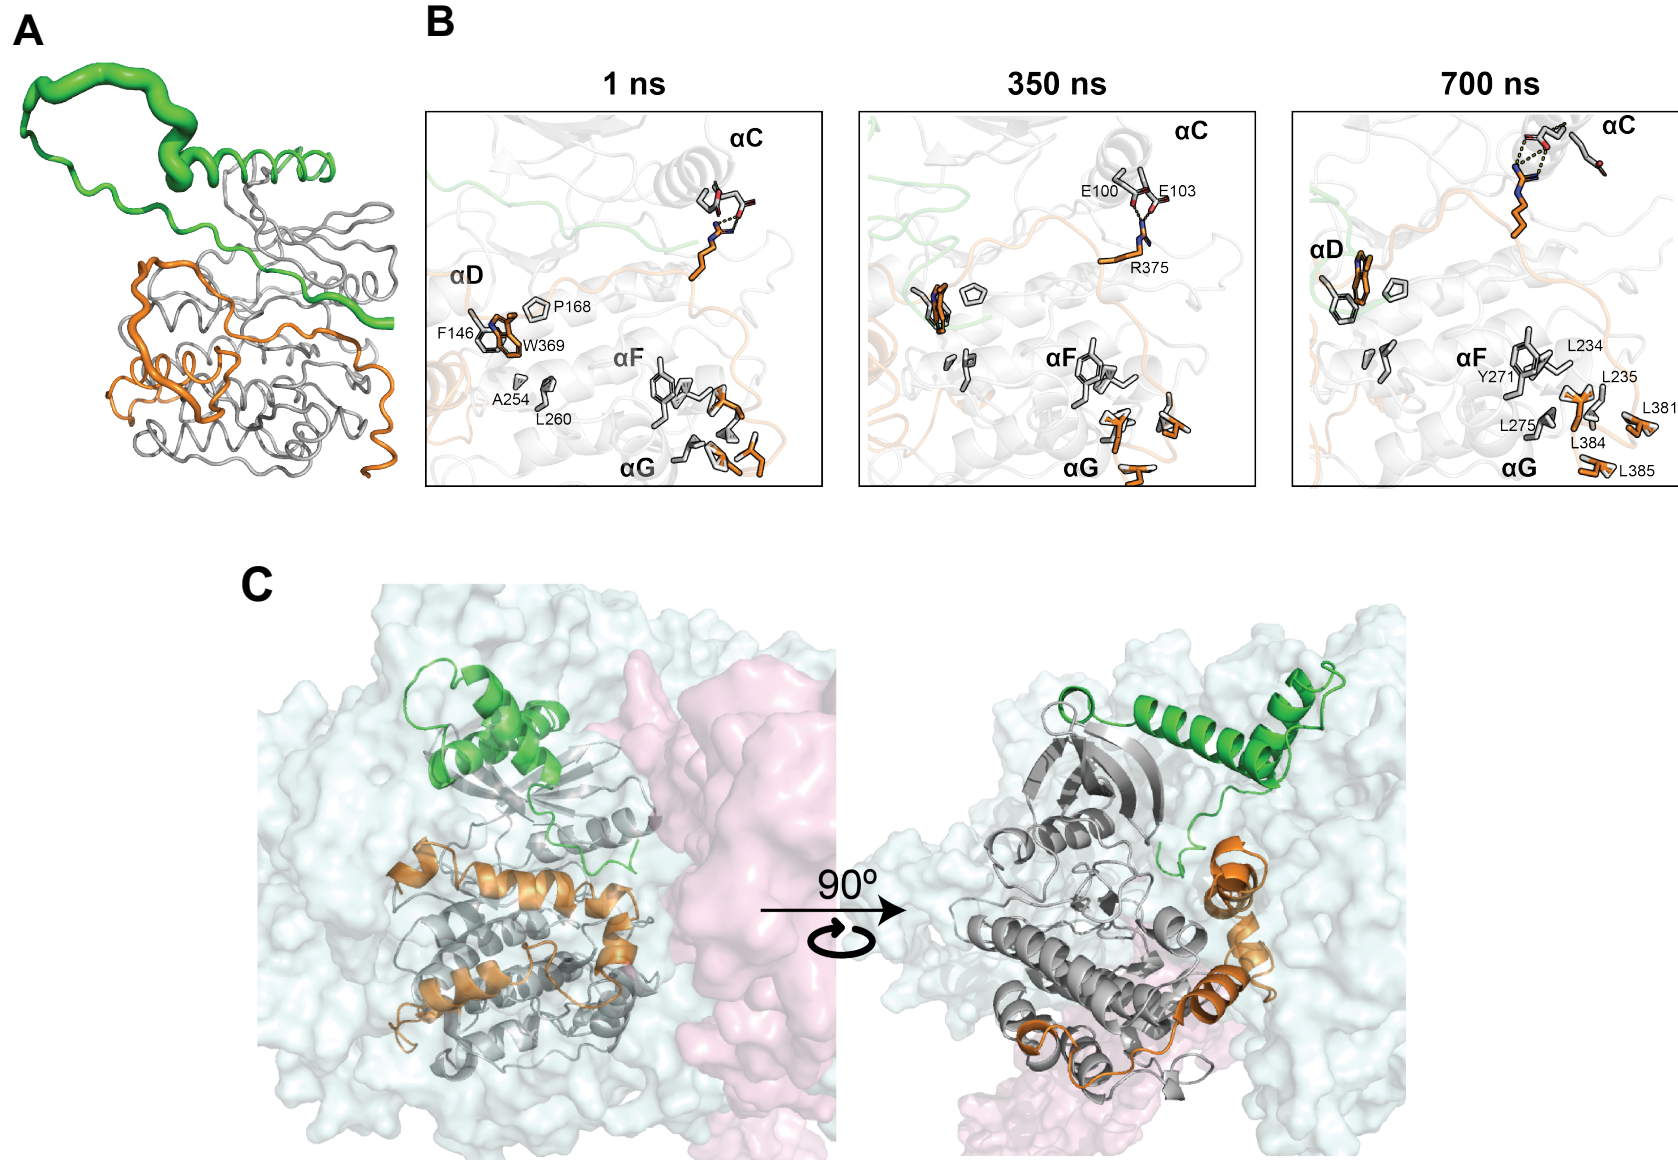 A
B
1 ns
350 ns
700 ns
αC
αD
P168
F146
W369
A254
L260
αF
αG
αC
E100
E103
R375
αF
αG
αC
αD
αF
L234
Y271
L235
L381
L275
L384
αG
L385
C
90º